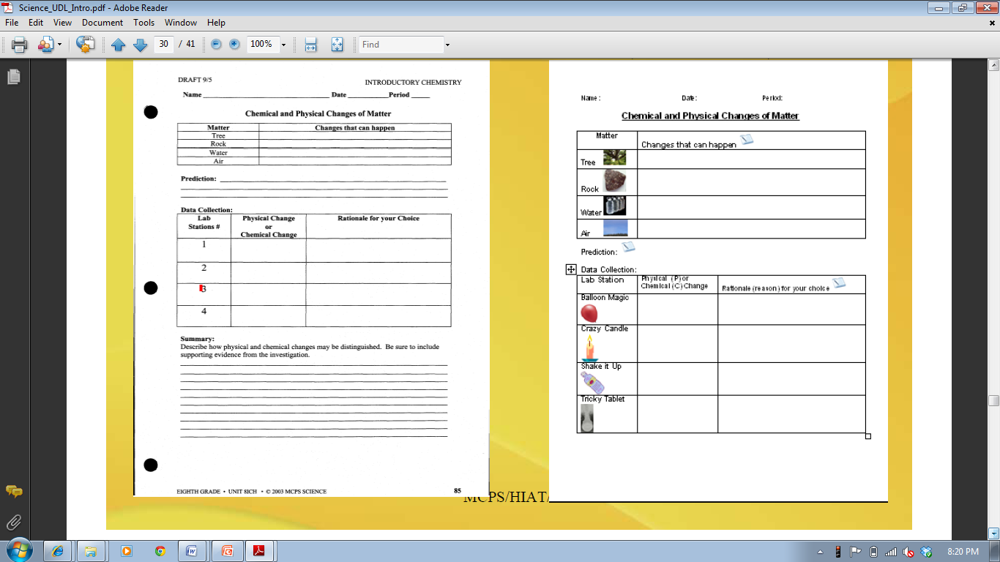 Science_UDL_Intro.pdf - Adobe Reader
File Edit View Document Tools Window Help
30 / 41 100% Find
DRAFT 9/5
INTRODUCTORY CHEMISTRY
Name Date Period
Chemical and Physical Changes of Matter
Matter Changes that can happen
Tree
Rock
Water
Air
Prediction:
Data Collection:
Lab Stations # Physical Change or Chemical Change Rationale for your Choice
1
2
3
4
Summary:
Describe how physical and chemical changes may be distinguished. Be sure to include
supporting evidence from the investigation.
EIGHTH GRADE • UNIT 8ICH • © 2003 MCPS SCIENCE 85
Name: Date: Period:
Chemical and Physical Changes of Matter
Matter Changes that can happen
Tree
Rock
Water
Air
Prediction:
Data Collection:
Lab Station Physical (P) or Chemical (C) Change Rationale (reason) for your choice
Balloon Magic
Crazy Candle
Shake it Up
Tricky Tablet
MCPS/HIAT/
8:20 PM